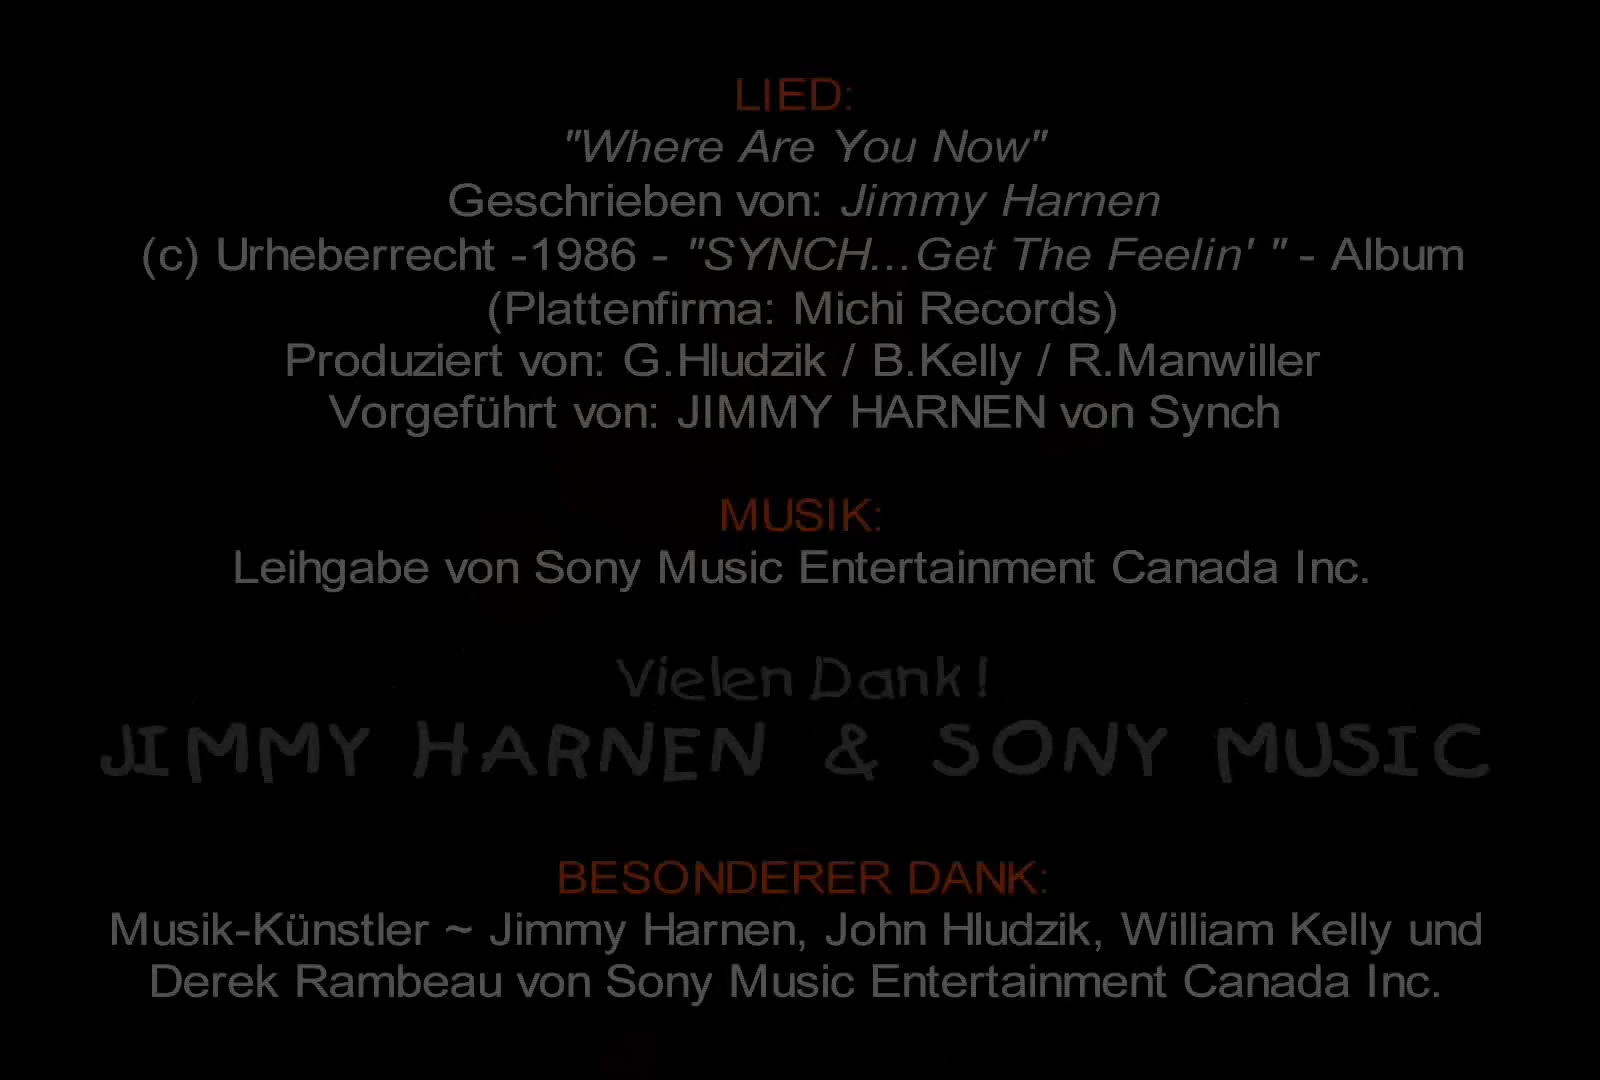 LIED:
"Where Are You Now"
Geschrieben von: Jimmy Harnen
(c) Urheberrecht -1986 - "SYNCH...Get The Feelin' " - Album
(Plattenfirma: Michi Records)
Produziert von: G.Hludzik / B.Kelly / R.Manwiller
Vorgeführt von: JIMMY HARNEN von Synch
MUSIK:
Leihgabe von Sony Music Entertainment Canada Inc.
Vielen Dank!
JIMMY HARNEN & SONY MUSIC
BESONDERER DANK:
Musik-Künstler ~ Jimmy Harnen, John Hludzik, William Kelly und
Derek Rambeau von Sony Music Entertainment Canada Inc.